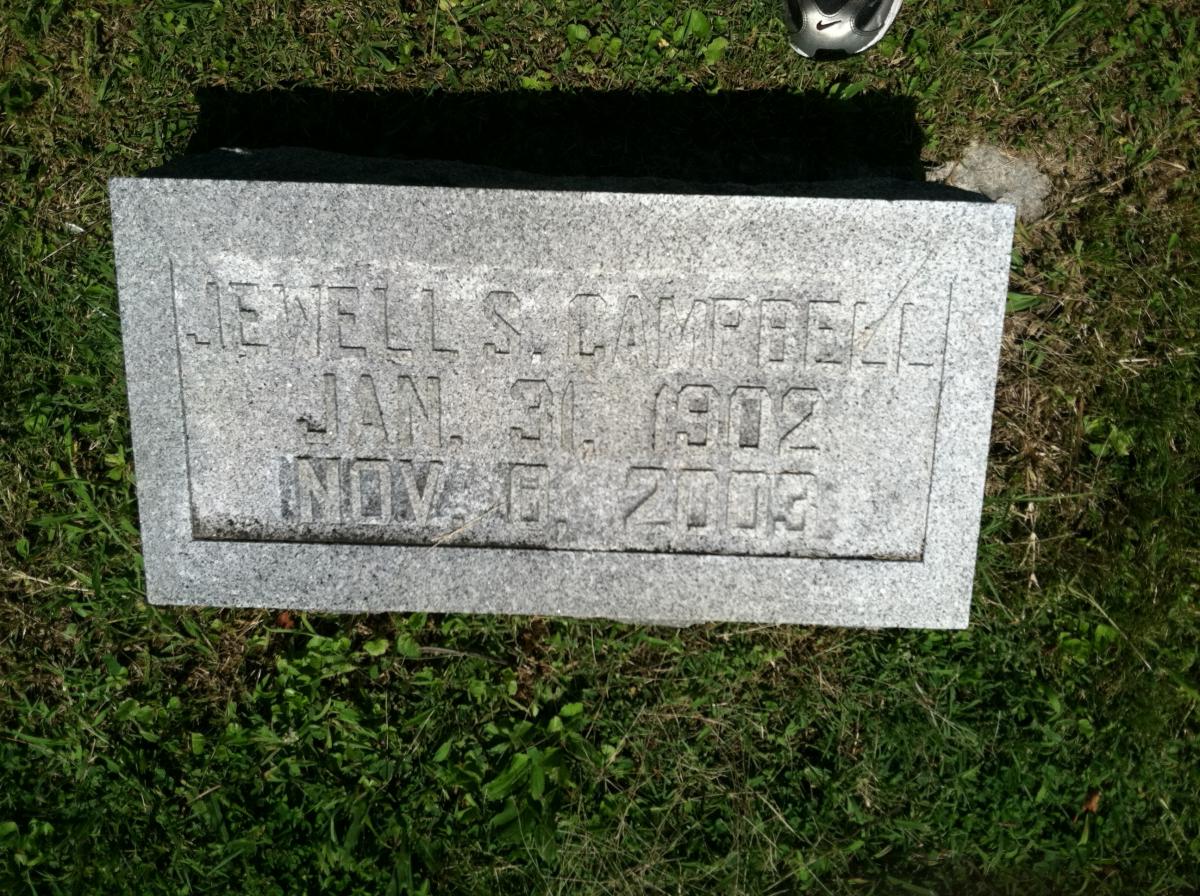 JEWELL S. CAMPBELL
JAN. 31. 1902
NOV. 6. 2003